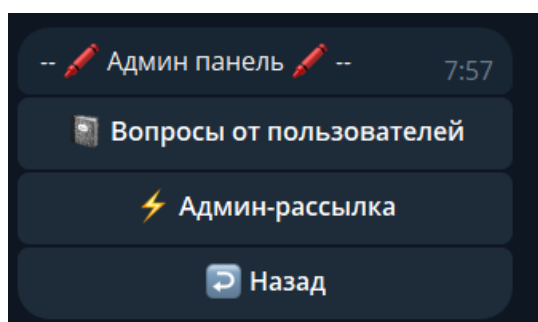 -- 🖍 Админ панель 🖍 -- 7:57
📓 Вопросы от пользователей
⚡ Админ-рассылка
↩ Назад